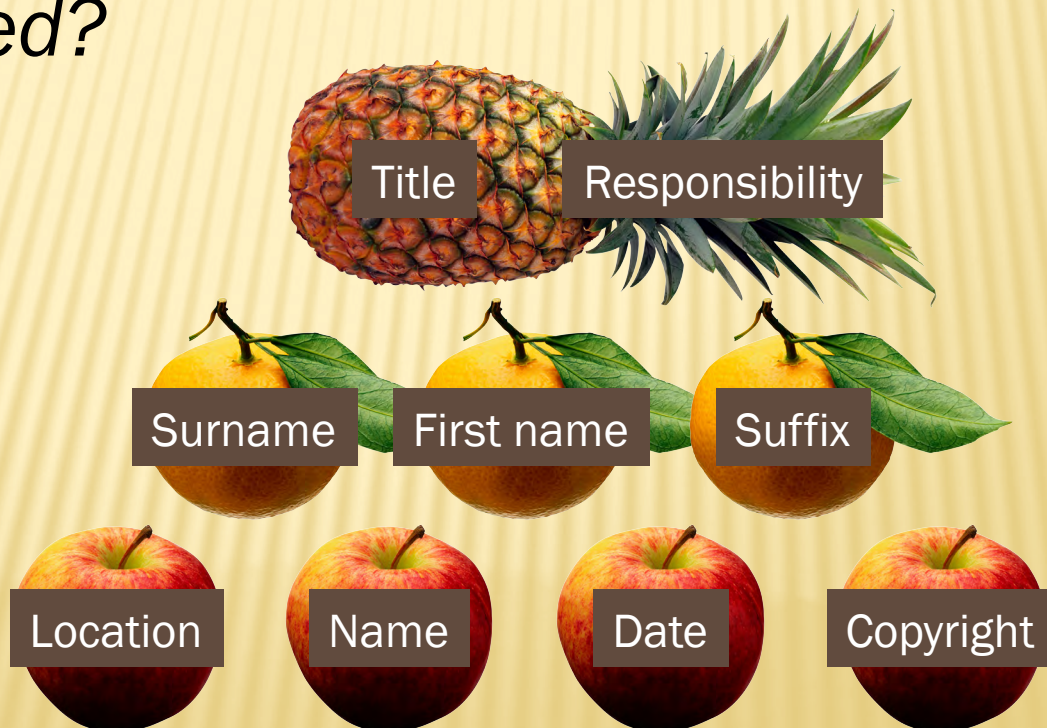 ed?
Title Responsibility
Surname First name Suffix
Location Name Date Copyright